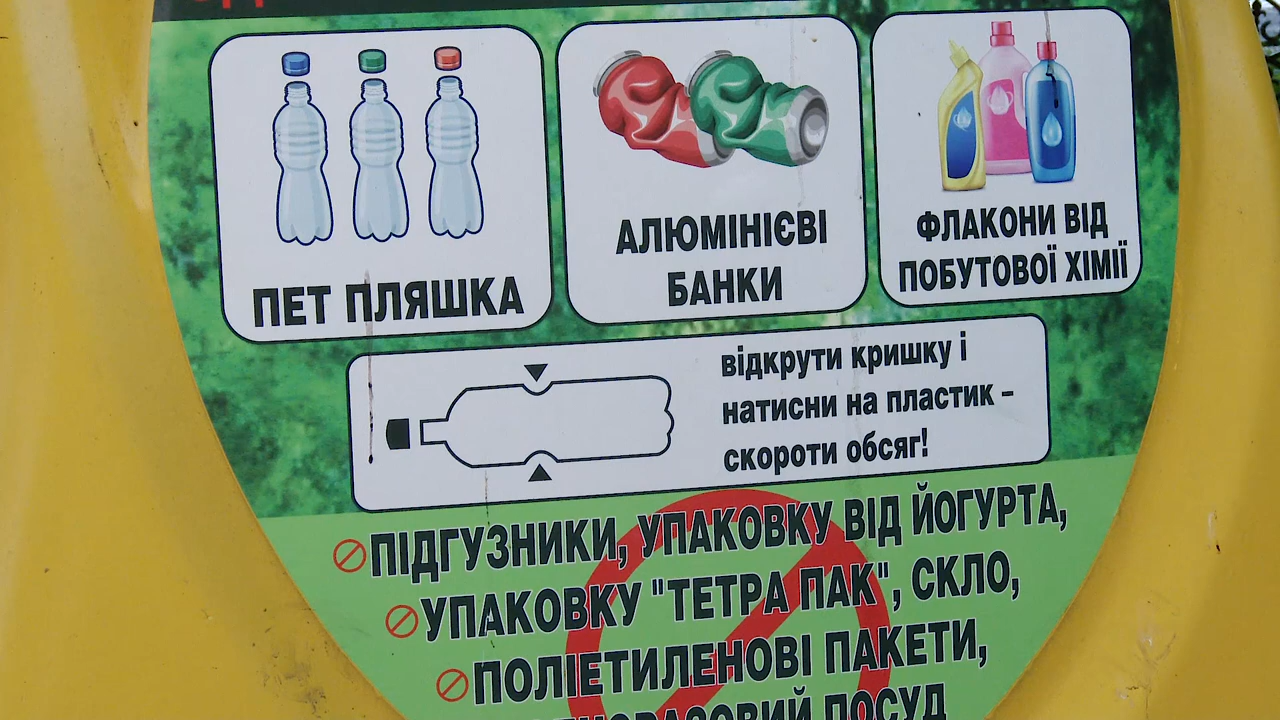 ПЕТ ПЛЯШКА
АЛЮМІНІЄВІ
БАНКИ
ФЛАКОНИ ВІД
ПОБУТОВОЇ ХІМІЇ
відкрути кришку і
натисни на пластик –
скороти обсяг!
ПІДГУЗНИКИ, УПАКОВКУ ВІД ЙОГУРТА,
УПАКОВКУ "ТЕТРА ПАК", СКЛО,
ПОЛІЕТИЛЕНОВІ ПАКЕТИ,
ПОСУД